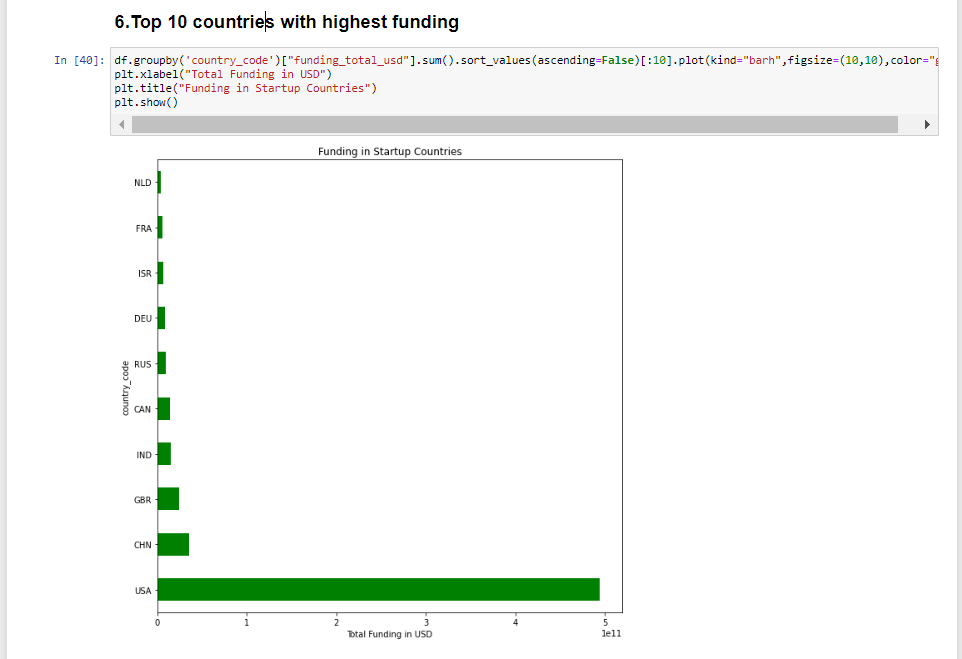 6.Top 10 countries with highest funding
In [40]: df.groupby('country_code')["funding_total_usd"].sum().sort_values(ascending=False)[:10].plot(kind="barh",figsize=(10,10),color="g
plt.xlabel("Total Funding in USD")
plt.title("Funding in Startup Countries")
plt.show()
Funding in Startup Countries
NLD
FRA
ISR
DEU
RUS
country_code
CAN
IND
GBR
CHN
USA
0 1 2 3 4 5
1e11
Total Funding in USD